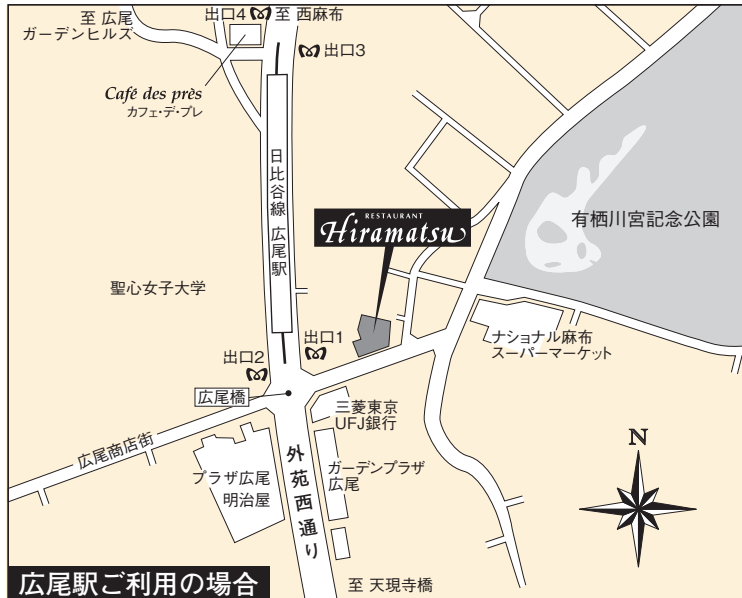 至 広尾
ガーデンヒルズ
出口4
至 西麻布
出口3
Café des près
カフェ・デ・プレ
日比谷線 広尾駅
RESTAURANT
Hiramatsu
有栖川宮記念公園
聖心女子大学
出口1
出口2
ナショナル麻布
スーパーマーケット
広尾橋
三菱東京
UFJ銀行
広尾商店街
プラザ広尾
明治屋
外苑西通り
ガーデンプラザ
広尾
N
広尾駅ご利用の場合
至 天現寺橋